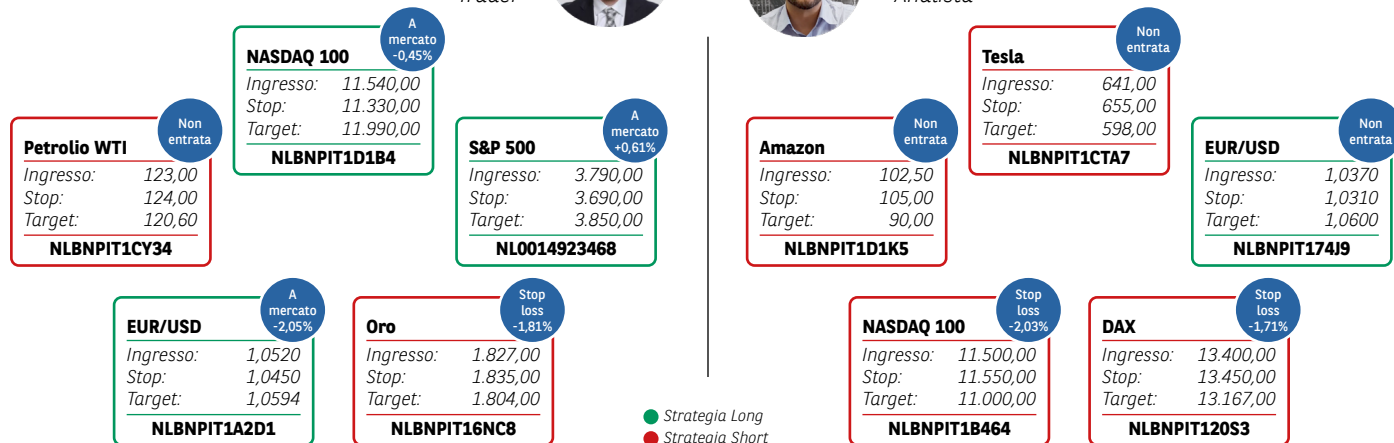 Trader
Analista
A
mercato
-0,45%
NASDAQ 100
Ingresso: 11.540,00
Stop: 11.330,00
Target: 11.990,00
NLBNPIT1D1B4
Non
entrata
Petrolio WTI
Ingresso: 123,00
Stop: 124,00
Target: 120,60
NLBNPIT1CY34
A
mercato
+0,61%
S&P 500
Ingresso: 3.790,00
Stop: 3.690,00
Target: 3.850,00
NL0014923468
A
mercato
-2,05%
EUR/USD
Ingresso: 1,0520
Stop: 1,0450
Target: 1,0594
NLBNPIT1A2D1
Stop
loss
-1,81%
Oro
Ingresso: 1.827,00
Stop: 1.835,00
Target: 1.804,00
NLBNPIT16NC8
Non
entrata
Tesla
Ingresso: 641,00
Stop: 655,00
Target: 598,00
NLBNPIT1CTA7
Non
entrata
Amazon
Ingresso: 102,50
Stop: 105,00
Target: 90,00
NLBNPIT1D1K5
Non
entrata
EUR/USD
Ingresso: 1,0370
Stop: 1,0310
Target: 1,0600
NLBNPIT174J9
Stop
loss
-2,03%
NASDAQ 100
Ingresso: 11.500,00
Stop: 11.550,00
Target: 11.000,00
NLBNPIT1B464
Stop
loss
-1,71%
DAX
Ingresso: 13.400,00
Stop: 13.450,00
Target: 13.167,00
NLBNPIT120S3
Strategia Long
Strategia Short